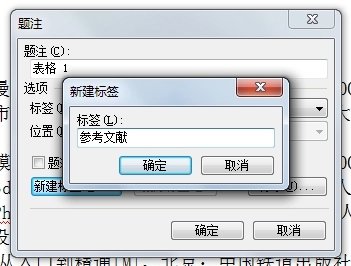 题注
题注(C):
表格 1
选项
标签
位置
新建标签
标签(L):
参考文献
确定
取消
题
新建标
确定
取消
从入门到精通[M]. 北京：中国铁道出版社